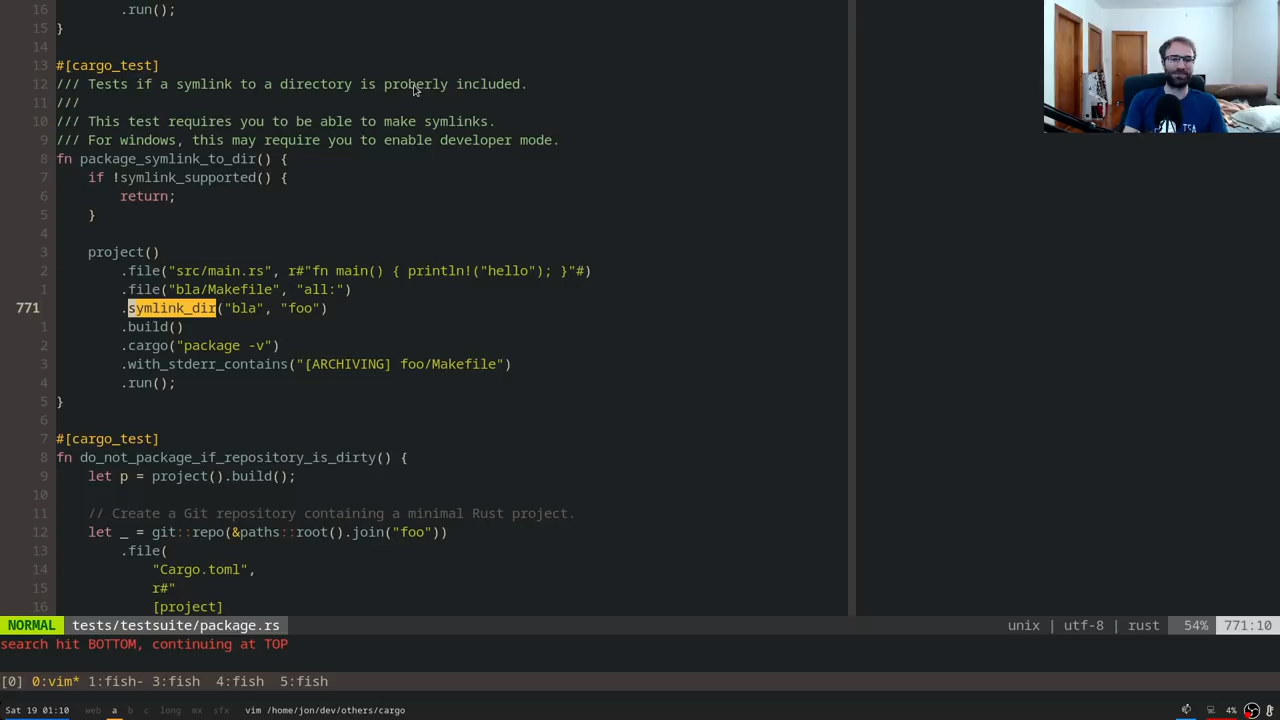 16         .run();
15 }
14
13 #[cargo_test]
12 /// Tests if a symlink to a directory is proberly included.
11 ///
10 /// This test requires you to be able to make symlinks.
9 /// For windows, this may require you to enable developer mode.
8 fn package_symlink_to_dir() {
7     if !symlink_supported() {
6         return;
5     }
4
3     project()
2         .file("src/main.rs", r#"fn main() { println!("hello"); }"#)
1         .file("bla/Makefile", "all:")
771         .symlink_dir("bla", "foo")
1         .build()
2         .cargo("package -v")
3         .with_stderr_contains("[ARCHIVING] foo/Makefile")
4         .run();
5 }
6
7 #[cargo_test]
8 fn do_not_package_if_repository_is_dirty() {
9     let p = project().build();
10
11     // Create a Git repository containing a minimal Rust project.
12     let _ = git::repo(&paths::root().join("foo"))
13         .file(
14             "Cargo.toml",
15             r#"
16             [project]
NORMAL tests/testsuite/package.rs unix | utf-8 | rust 54% 771:10
search hit BOTTOM, continuing at TOP
[0] 0:vim* 1:fish- 3:fish 4:fish 5:fish
Sat 19 01:10 web a b c long mx sfx vim /home/jon/dev/others/cargo 4%